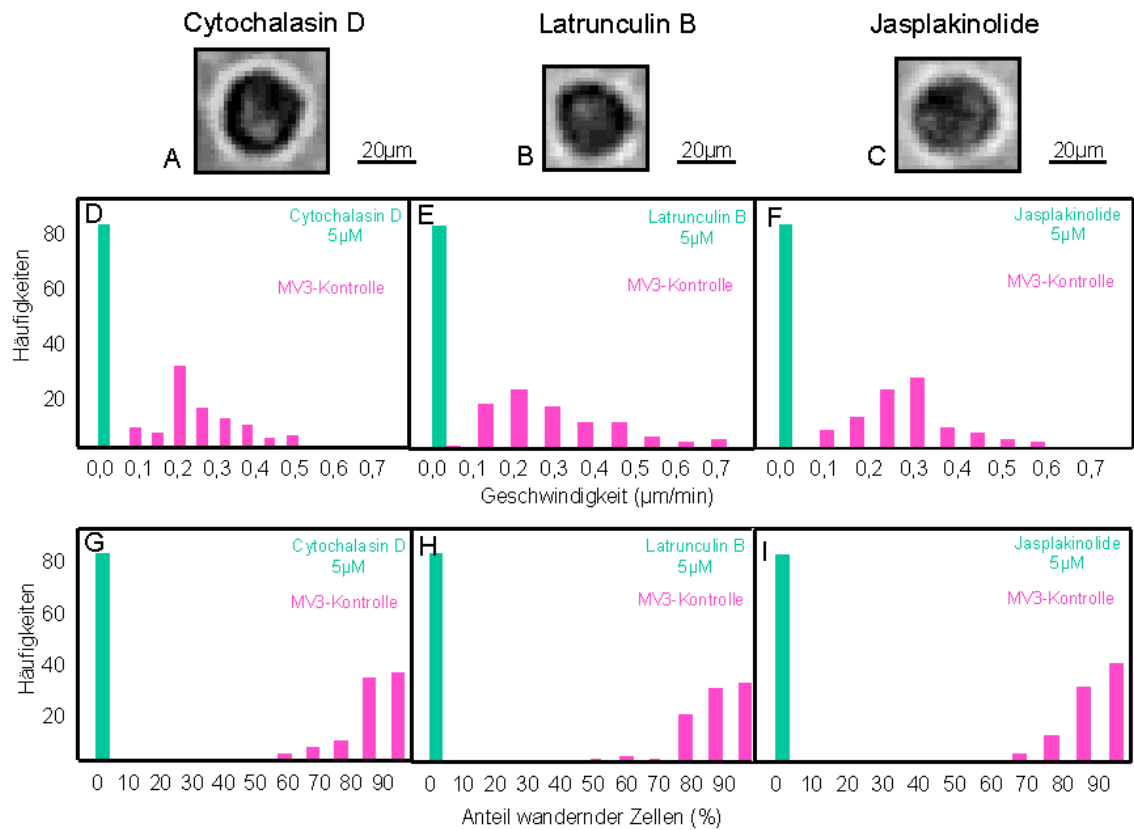 Cytochalasin D Latrunculin B Jasplakinolide
A 20µm B 20µm C 20µm
D Cytochalasin D E Latrunculin B F Jasplakinolide
5µM 5µM 5µM
MV3-Kontrolle MV3-Kontrolle MV3-Kontrolle
Häufigkeiten
80
60
40
20
0,0 0,1 0,2 0,3 0,4 0,5 0,6 0,7 0,0 0,1 0,2 0,3 0,4 0,5 0,6 0,7 0,0 0,1 0,2 0,3 0,4 0,5 0,6 0,7
Geschwindigkeit (µm/min)
G Cytochalasin D H Latrunculin B I Jasplakinolide
5µM 5µM 5µM
MV3-Kontrolle MV3-Kontrolle MV3-Kontrolle
Häufigkeiten
80
60
40
20
0 10 20 30 40 50 60 70 80 90 0 10 20 30 40 50 60 70 80 90 0 10 20 30 40 50 60 70 80 90
Anteil wandernder Zellen (%)